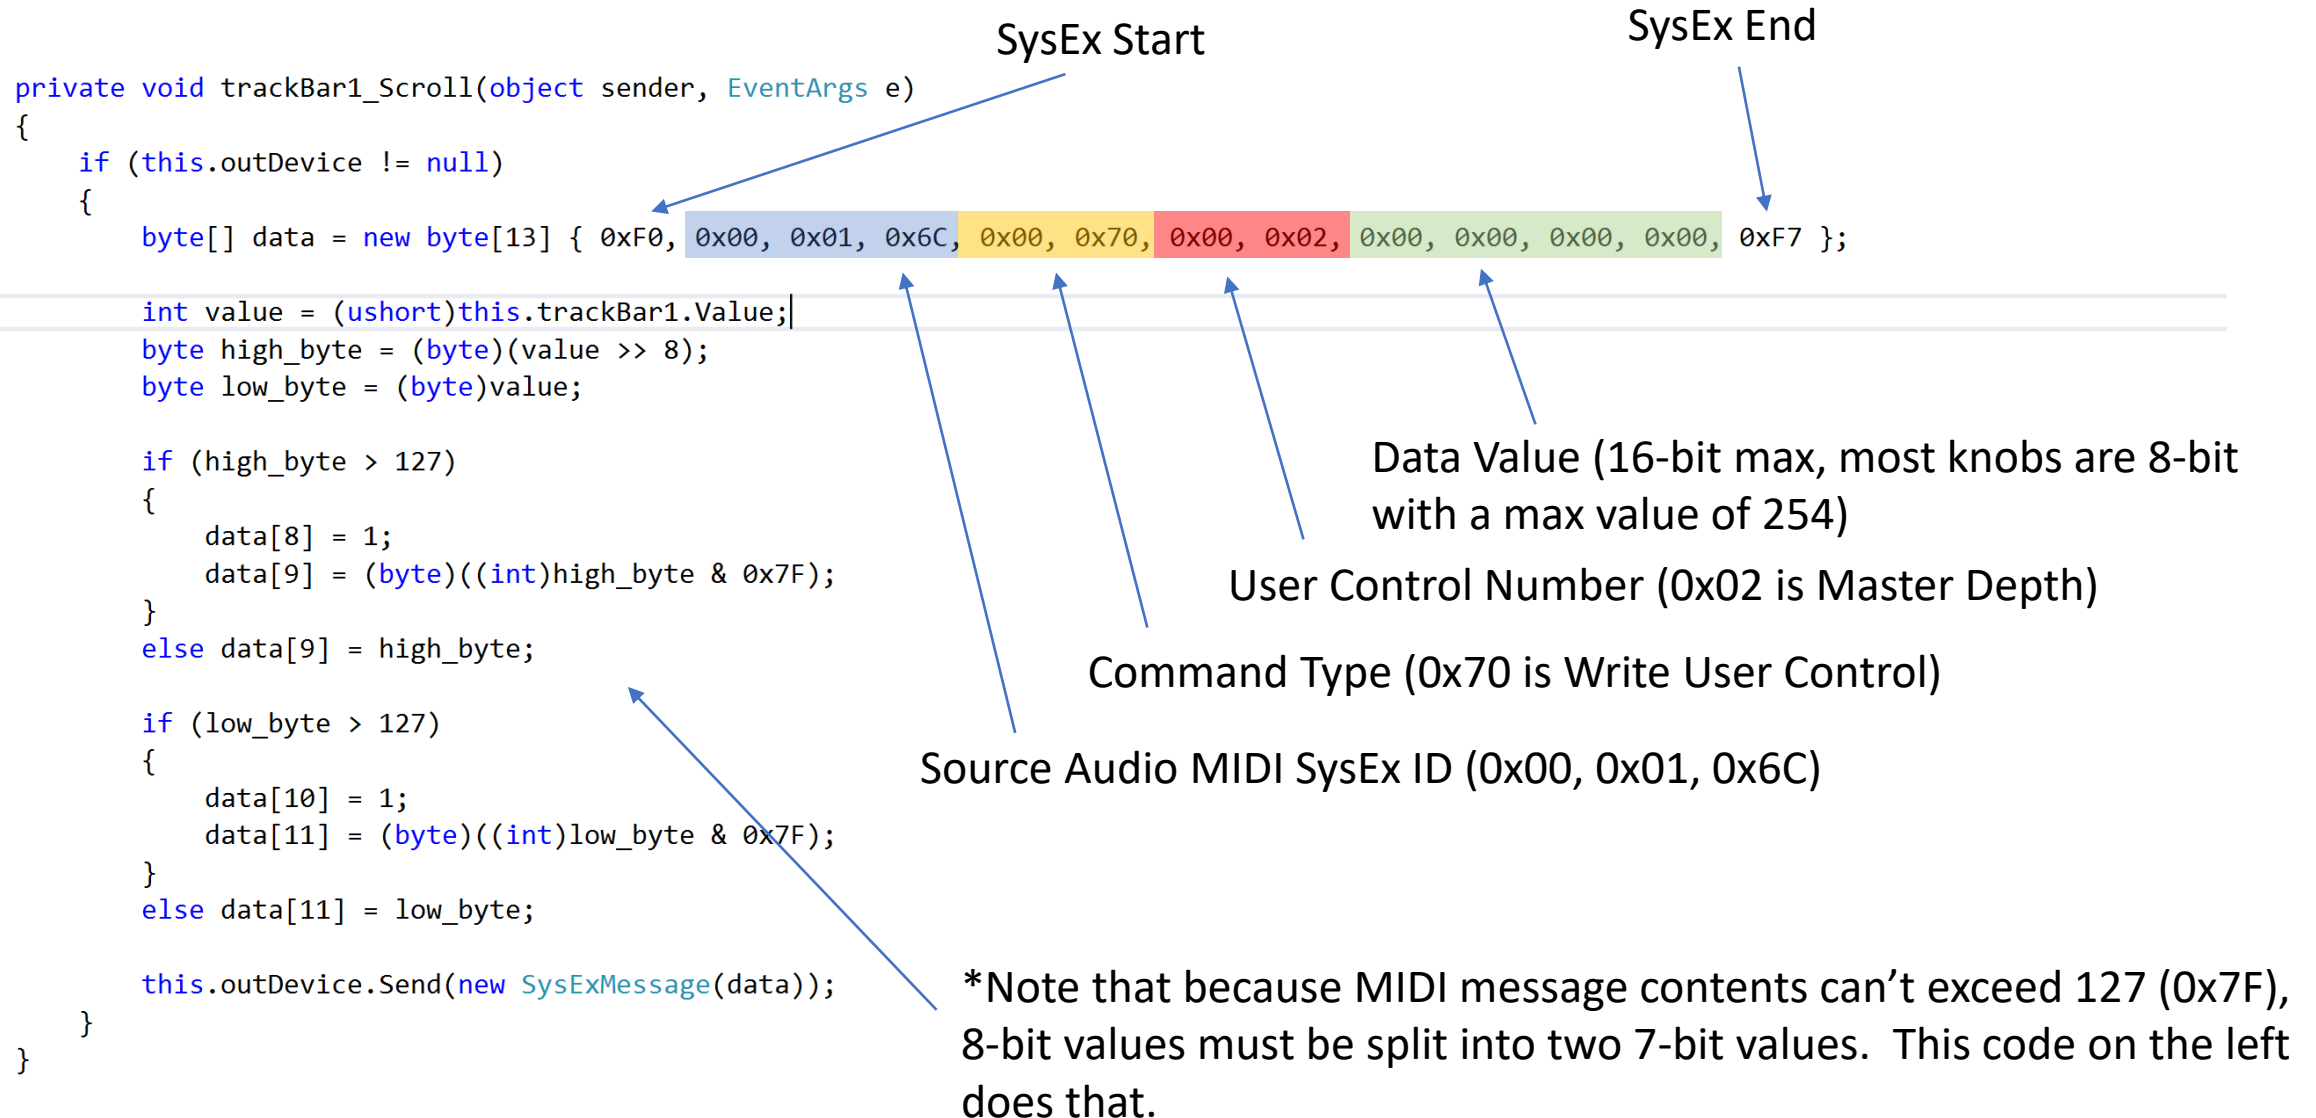 SysEx Start
SysEx End
private void trackBar1_Scroll(object sender, EventArgs e)
{
if (this.outDevice != null)
{
byte[] data = new byte[13] { 0xF0, 0x00, 0x01, 0x6C, 0x00, 0x70, 0x00, 0x02, 0x00, 0x00, 0x00, 0x00, 0xF7 };
int value = (ushort)this.trackBar1.Value;
byte high_byte = (byte)(value >> 8);
byte low_byte = (byte)value;
if (high_byte > 127)
{
data[8] = 1;
data[9] = (byte)((int)high_byte & 0x7F);
}
else data[9] = high_byte;
if (low_byte > 127)
{
data[10] = 1;
data[11] = (byte)((int)low_byte & 0x7F);
}
else data[11] = low_byte;
this.outDevice.Send(new SysExMessage(data));
}
}
Data Value (16-bit max, most knobs are 8-bit
with a max value of 254)
User Control Number (0x02 is Master Depth)
Command Type (0x70 is Write User Control)
Source Audio MIDI SysEx ID (0x00, 0x01, 0x6C)
*Note that because MIDI message contents can’t exceed 127 (0x7F),
8-bit values must be split into two 7-bit values.  This code on the left
does that.